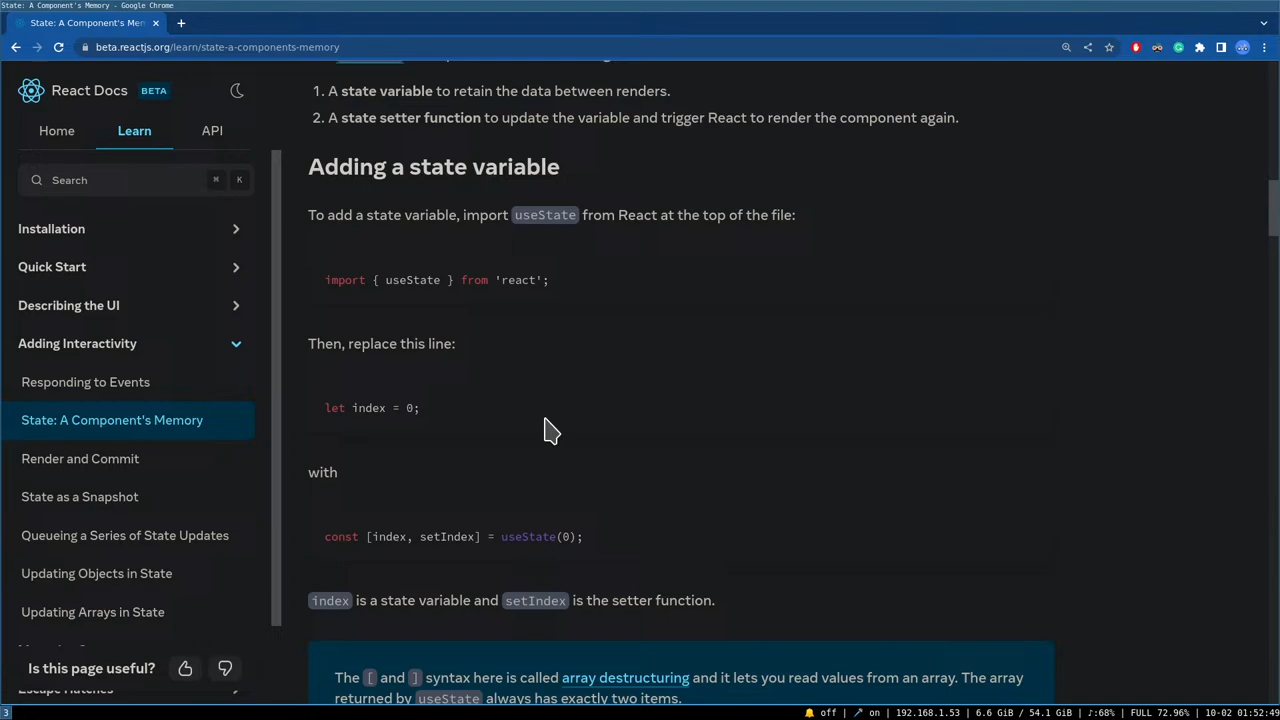 State: A Component's Memory - Google Chrome
State: A Component's Mem
beta.reactjs.org/learn/state-a-components-memory
React Docs BETA
Home Learn API
Search ⌘ K
Installation
Quick Start
Describing the UI
Adding Interactivity
Responding to Events
State: A Component's Memory
Render and Commit
State as a Snapshot
Queueing a Series of State Updates
Updating Objects in State
Updating Arrays in State
Is this page useful?
Escape Hatches
1. A state variable to retain the data between renders.
2. A state setter function to update the variable and trigger React to render the component again.
Adding a state variable
To add a state variable, import useState from React at the top of the file:
import { useState } from 'react';
Then, replace this line:
let index = 0;
with
const [index, setIndex] = useState(0);
index is a state variable and setIndex is the setter function.
The [ and ] syntax here is called array destructuring and it lets you read values from an array. The array
returned by useState always has exactly two items.
3 off | on | 192.168.1.53 | 6.6 GiB / 54.1 GiB | ♪:68% | FULL 72.96% | 10-02 01:52:49